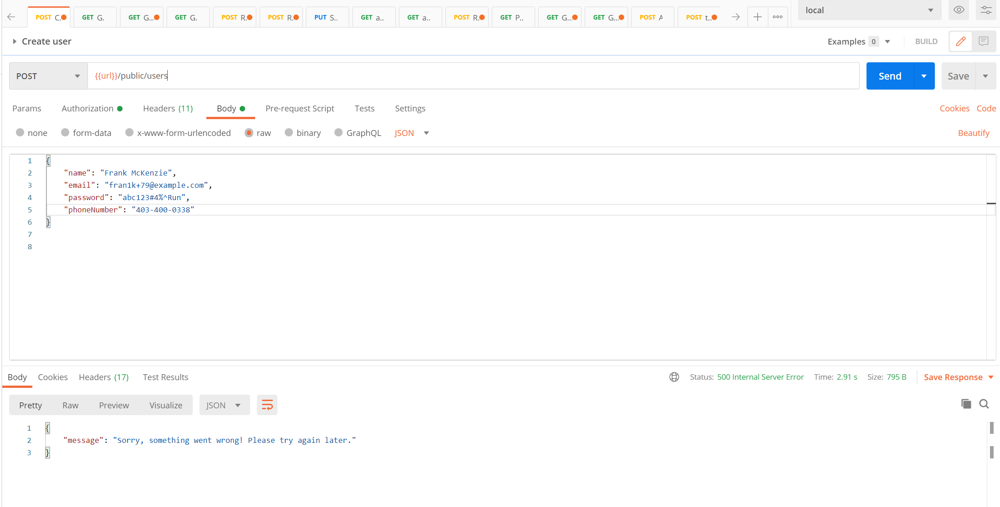 POST C. GET G. GET G... GET G. POST R. POST R. PUT S.. GET a.. GET a.. POST R. GET P.. GET G... GET G... POST A POST t.. local
Create user Examples 0 BUILD
POST {{url}}/public/users Send Save
Params Authorization Headers (11) Body Pre-request Script Tests Settings Cookies Code
none form-data x-www-form-urlencoded raw binary GraphQL JSON Beautify
1 {
2 "name": "Frank McKenzie",
3 "email": "fran1k+79@example.com",
4 "password": "abc123#4%^Run",
5 "phoneNumber": "403-400-0338"
6 }
7
8
Body Cookies Headers (17) Test Results Status: 500 Internal Server Error Time: 2.91 s Size: 795 B Save Response
Pretty Raw Preview Visualize JSON
1 {
2 "message": "Sorry, something went wrong! Please try again later."
3 }